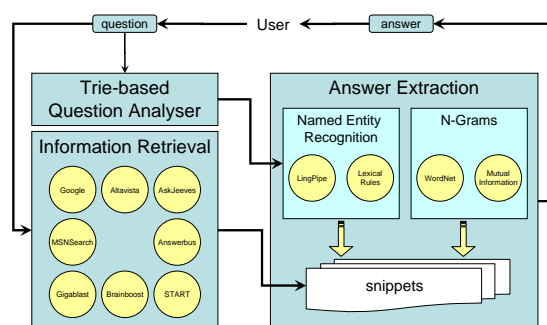 question
User
answer
Trie-based
Question Analyser
Answer Extraction
Named Entity
Recognition
N-Grams
LingPipe
Lexical
Rules
WordNet
Mutual
Information
Information Retrieval
Google
Altavista
AskJeeves
MSNSearch
Answerbus
Gigablast
Brainboost
START
snippets